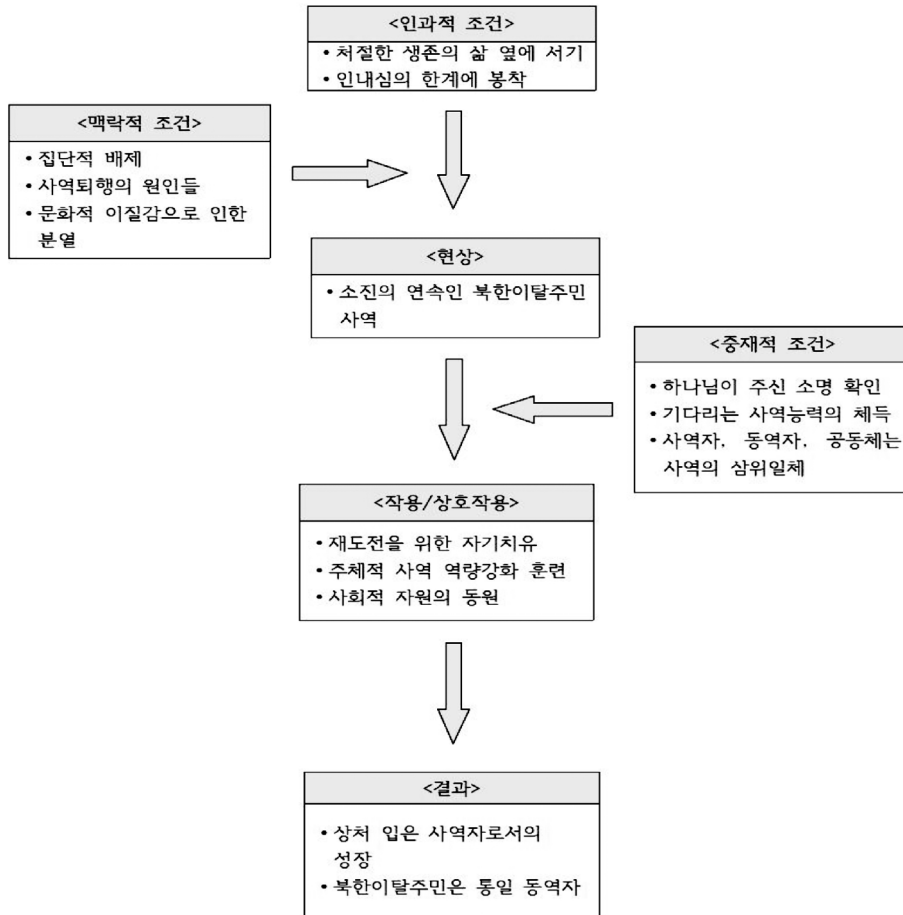 <인과적 조건>
• 처절한 생존의 삶 옆에 서기
• 인내심의 한계에 봉착
<맥락적 조건>
• 집단적 배제
• 사역퇴행의 원인들
• 문화적 이질감으로 인한
분열
<현상>
• 소진의 연속인 북한이탈주민
사역
<중재적 조건>
• 하나님이 주신 소명 확인
• 기다리는 사역능력의 체득
• 사역자, 동역자, 공동체는
사역의 삼위일체
<작용/상호작용>
• 재도전을 위한 자기치유
• 주체적 사역 역량강화 훈련
• 사회적 자원의 동원
<결과>
• 상처 입은 사역자로서의
성장
• 북한이탈주민은 통일 동역자